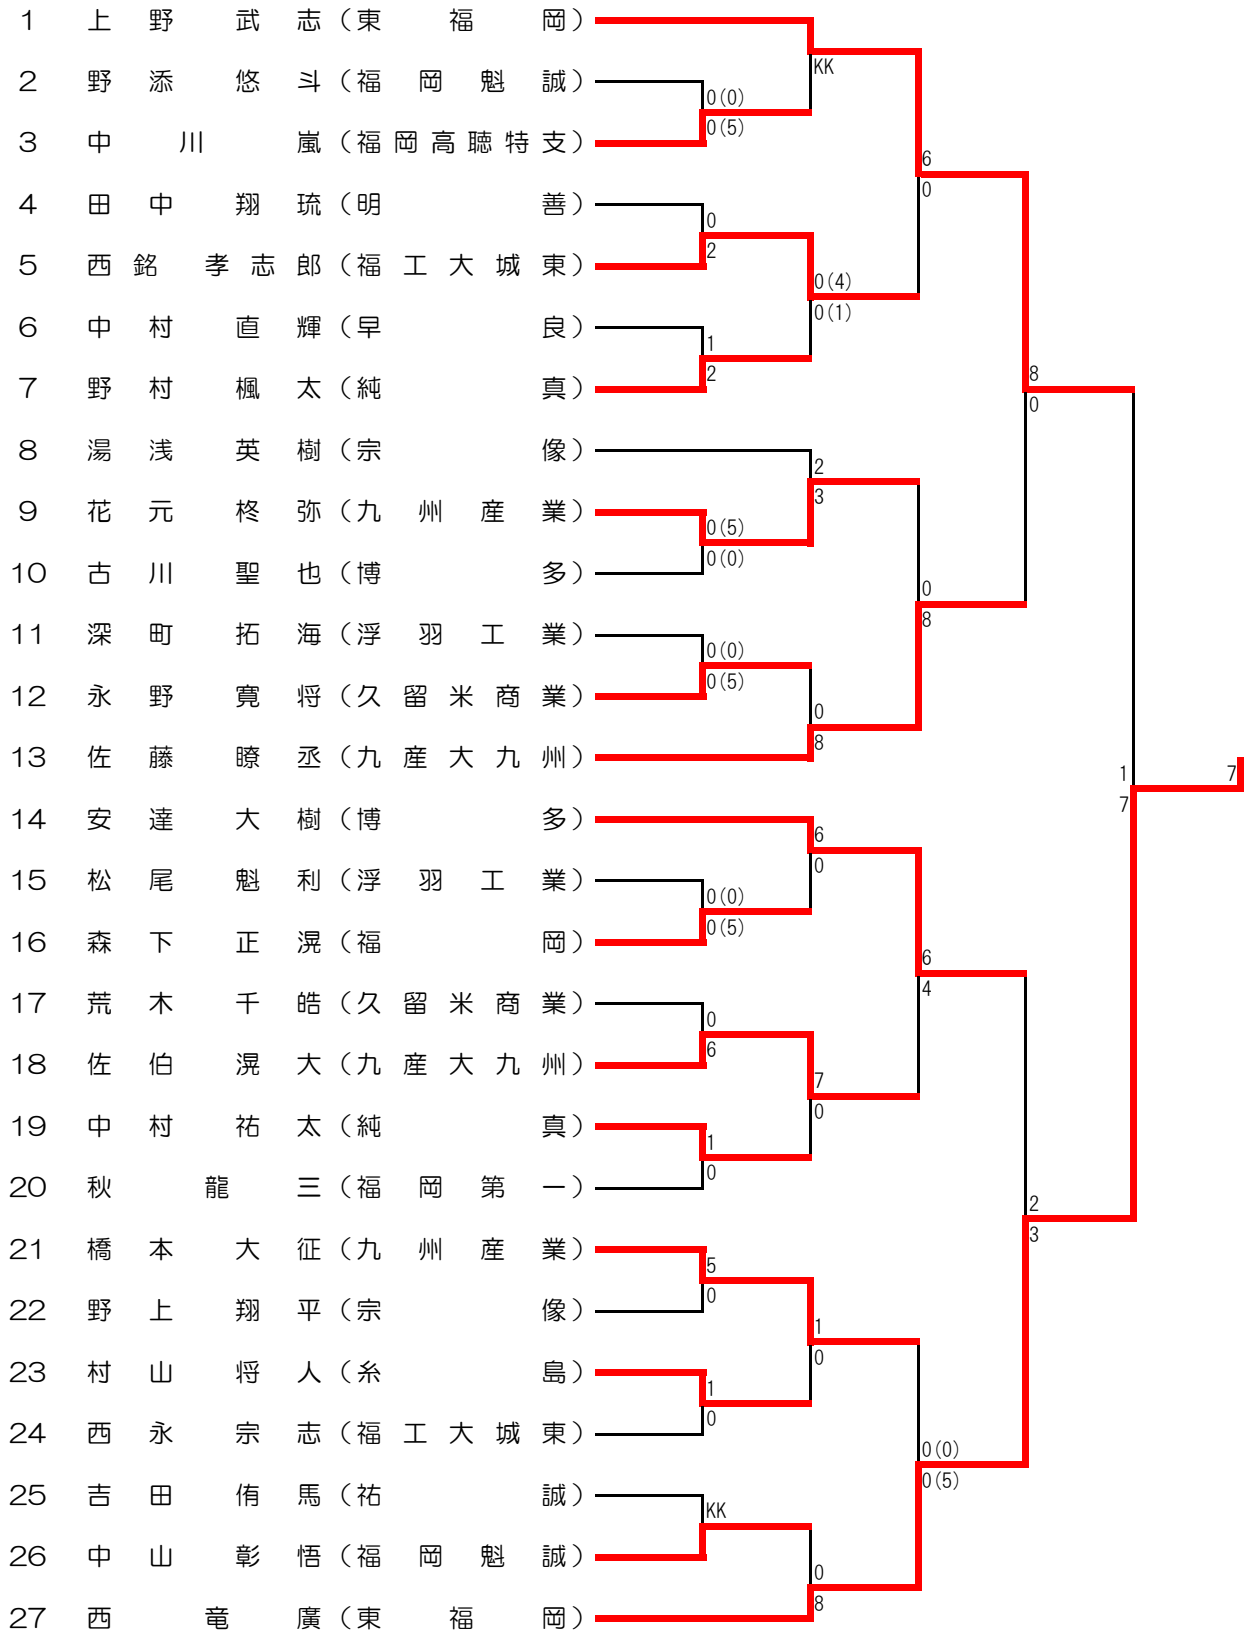 1 上野 武志（東福岡）
KK
2 野添 悠斗（福岡魁誠）
0(0)
0(5)
3 中川 嵐（福岡高聴特支）
6
0
4 田中 翔琉（明善）
0
2
5 西銘 孝志郎（福工大城東）
0(4)
0(1)
6 中村 直輝（早良）
1
2
7 野村 楓太（純真）
8
0
8 湯浅 英樹（宗像）
2
3
9 花元 柊弥（九州産業）
0(5)
0(0)
10 古川 聖也（博多）
0
8
11 深町 拓海（浮羽工業）
0(0)
0(5)
12 永野 寛将（久留米商業）
0
8
13 佐藤 瞭丞（九産大九州）
1 7
7
14 安達 大樹（博多）
6
0
15 松尾 魁利（浮羽工業）
0(0)
0(5)
16 森下 正滉（福岡）
6
4
17 荒木 千皓（久留米商業）
0
6
18 佐伯 滉大（九産大九州）
7
0
19 中村 祐太（純真）
1
0
20 秋 龍三（福岡第一）
2
3
21 橋本 大征（九州産業）
5
0
22 野上 翔平（宗像）
1
0
23 村山 将人（糸島）
1
0
24 西永 宗志（福工大城東）
0(0)
0(5)
25 吉田 侑馬（祐誠）
KK
26 中山 彰悟（福岡魁誠）
0
8
27 西 竜廣（東福岡）